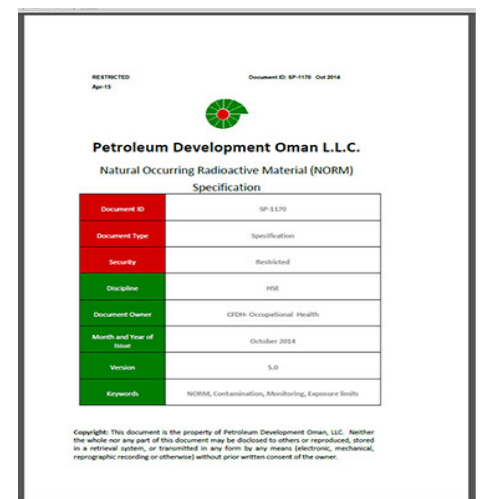 RESTRICTED Document ID: SP-1170 Oct 2014
Apr-15
Petroleum Development Oman L.L.C.
Natural Occurring Radioactive Material (NORM)
Specification
Document ID SP-1170
Document Type Specification
Security Restricted
Discipline HSE
Document Owner CFDH- Occupational Health
Month and Year of
Issue October 2014
Version 5.0
Keywords NORM, Contamination, Monitoring, Exposure limits
Copyright: This document is the property of Petroleum Development Oman, LLC. Neither
the whole nor any part of this document may be disclosed to others or reproduced, stored
in a retrieval system, or transmitted in any form by any means (electronic, mechanical,
reprographic recording or otherwise) without prior written consent of the owner.